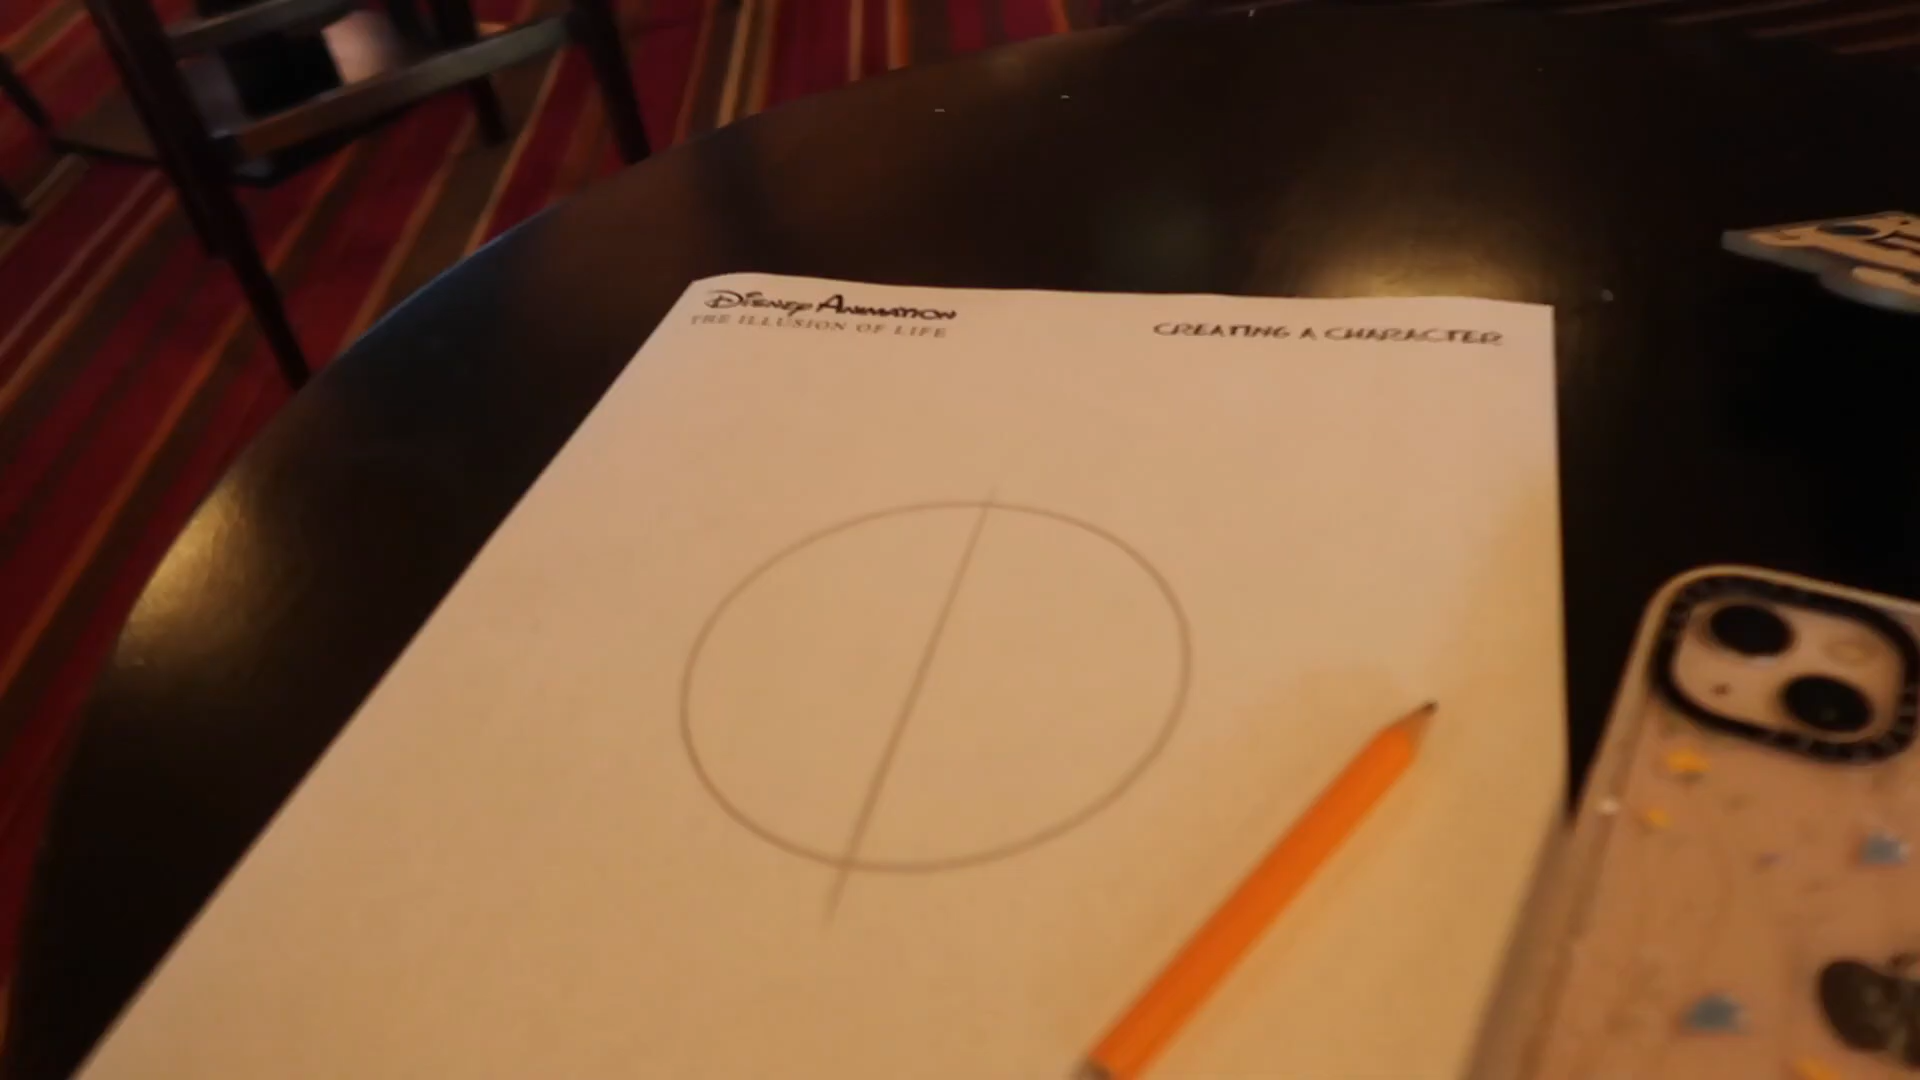 Disney Animation
THE ILLUSION OF LIFE
CREATING A CHARACTER